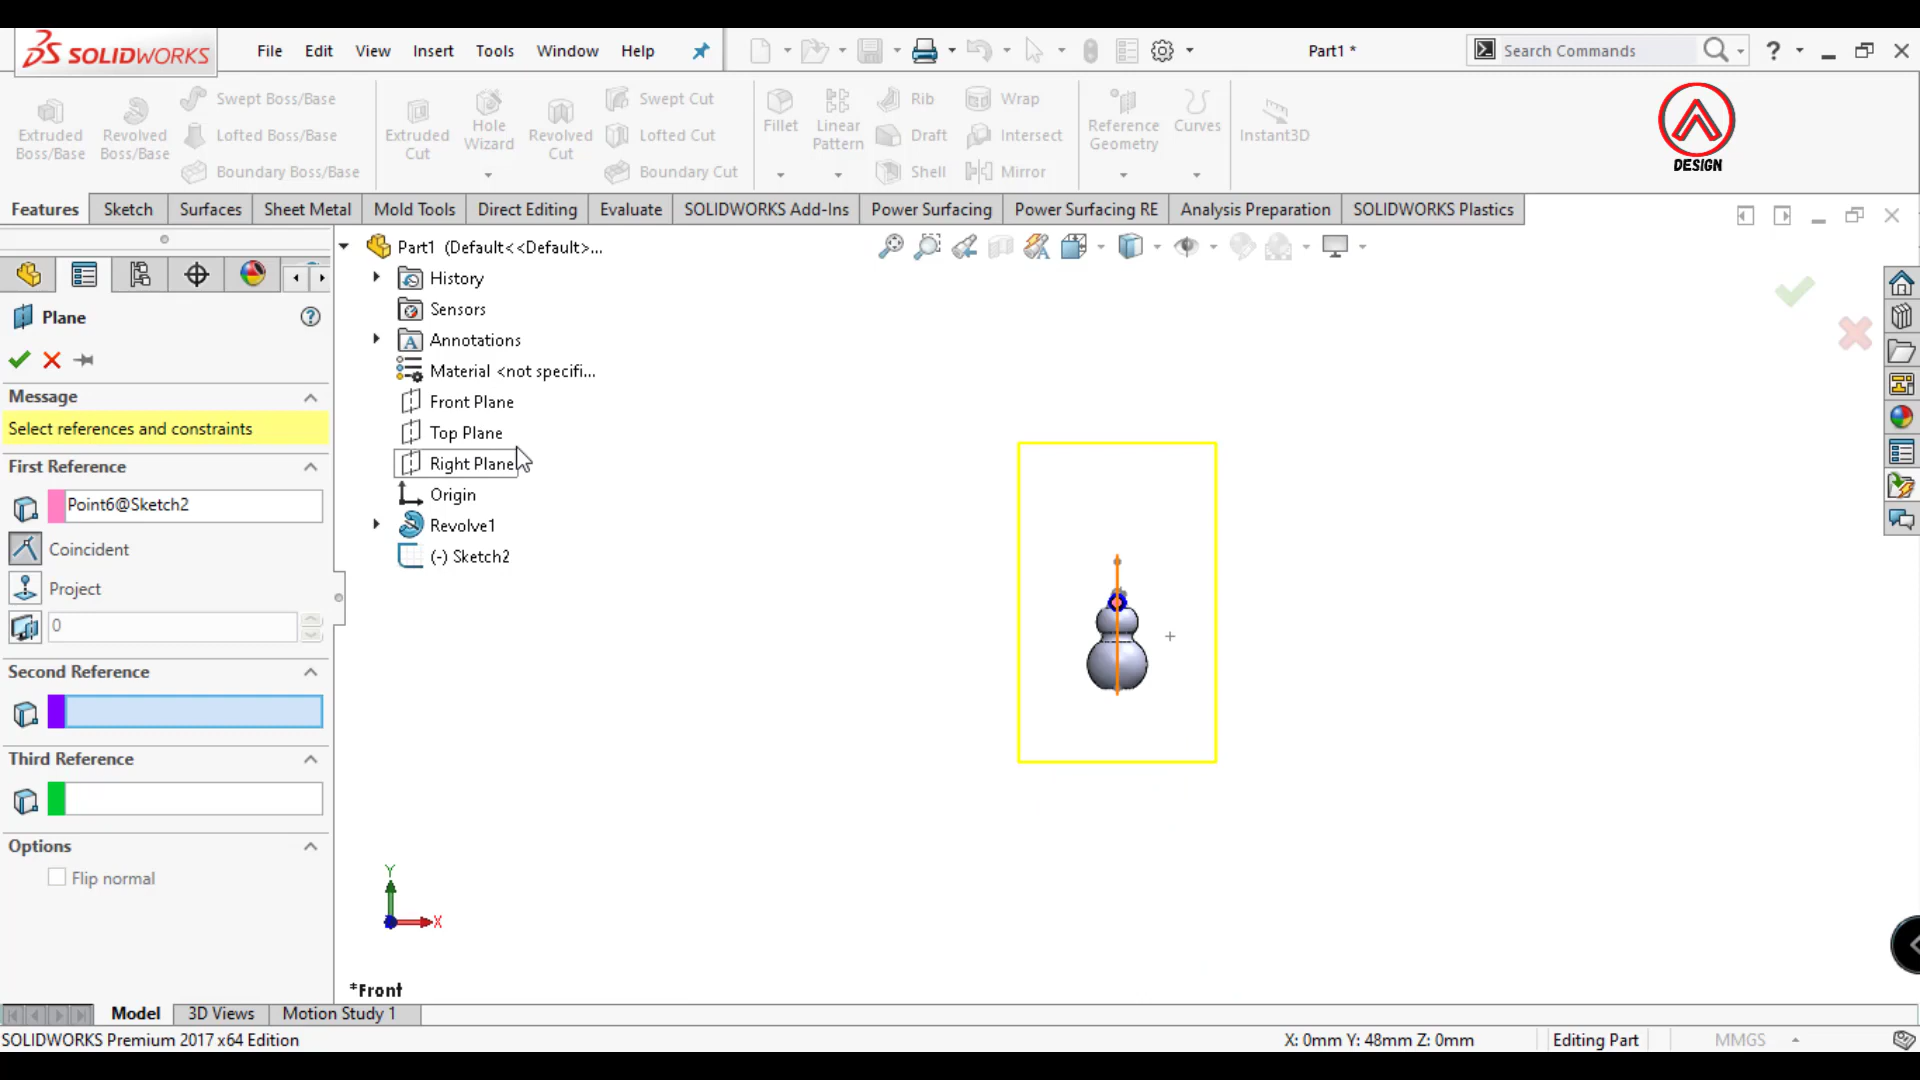 SOLIDWORKS File Edit View Insert Tools Window Help Part1 * Search Commands ?
Extruded Boss/Base
Revolved Boss/Base
Swept Boss/Base
Lofted Boss/Base
Boundary Boss/Base
Extruded Cut
Hole Wizard
Revolved Cut
Swept Cut
Lofted Cut
Boundary Cut
Fillet
Linear Pattern
Rib
Draft
Shell
Wrap
Intersect
Mirror
Reference Geometry
Curves
Instant3D
DESIGN
Features Sketch Surfaces Sheet Metal Mold Tools Direct Editing Evaluate SOLIDWORKS Add-Ins Power Surfacing Power Surfacing RE Analysis Preparation SOLIDWORKS Plastics
Part1 (Default<<Default>...
History
Sensors
Annotations
Material <not specifi...
Front Plane
Top Plane
Right Plane
Origin
Revolve1
(-) Sketch2
Plane
Message
Select references and constraints
First Reference
Point6@Sketch2
Coincident
Project
0
Second Reference
Third Reference
Options
Flip normal
Y
X
*Front
Model 3D Views Motion Study 1
SOLIDWORKS Premium 2017 x64 Edition X: 0mm Y: 48mm Z: 0mm Editing Part MMGS